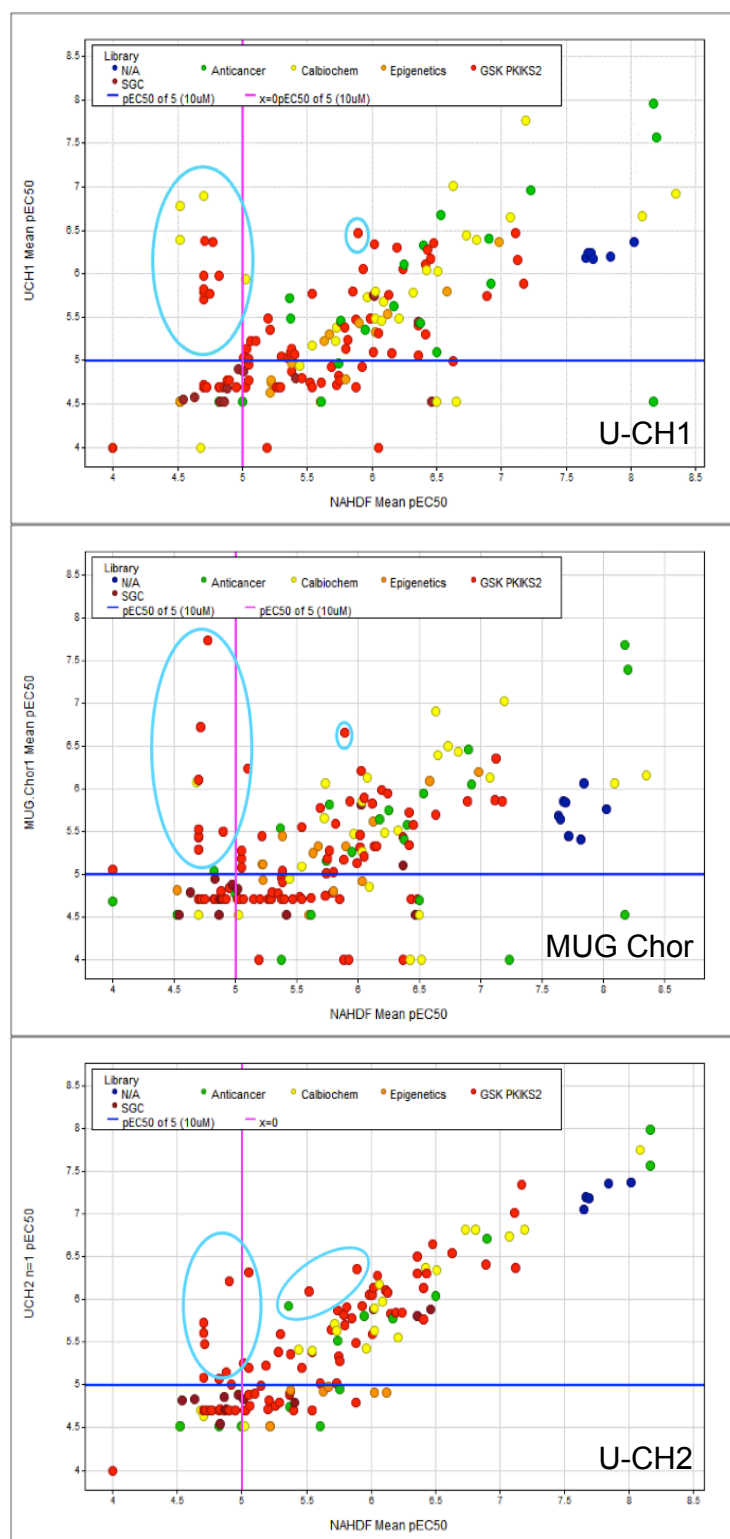 Library
N/A Anticancer Calbiochem Epigenetics GSK PKIKS2
SGC
pEC50 of 5 (10uM) x=0pEC50 of 5 (10uM)
8.5
8
7.5
7
6.5
6
5.5
5
4.5
4
UCH1 Mean pEC50
U-CH1
4 4.5 5 5.5 6 6.5 7 7.5 8 8.5
NAHDF Mean pEC50
Library
N/A Anticancer Calbiochem Epigenetics GSK PKIKS2
SGC
pEC50 of 5 (10uM) pEC50 of 5 (10uM)
8.5
8
7.5
7
6.5
6
5.5
5
4.5
4
MUG,Chor1 Mean pEC50
MUG Chor
4 4.5 5 5.5 6 6.5 7 7.5 8 8.5
NAHDF Mean pEC50
Library
N/A Anticancer Calbiochem Epigenetics GSK PKIKS2
SGC
pEC50 of 5 (10uM) x=0
8.5
8
7.5
7
6.5
6
5.5
5
4.5
4
UCH2 n=1 pEC50
U-CH2
4 4.5 5 5.5 6 6.5 7 7.5 8 8.5
NAHDF Mean pEC50